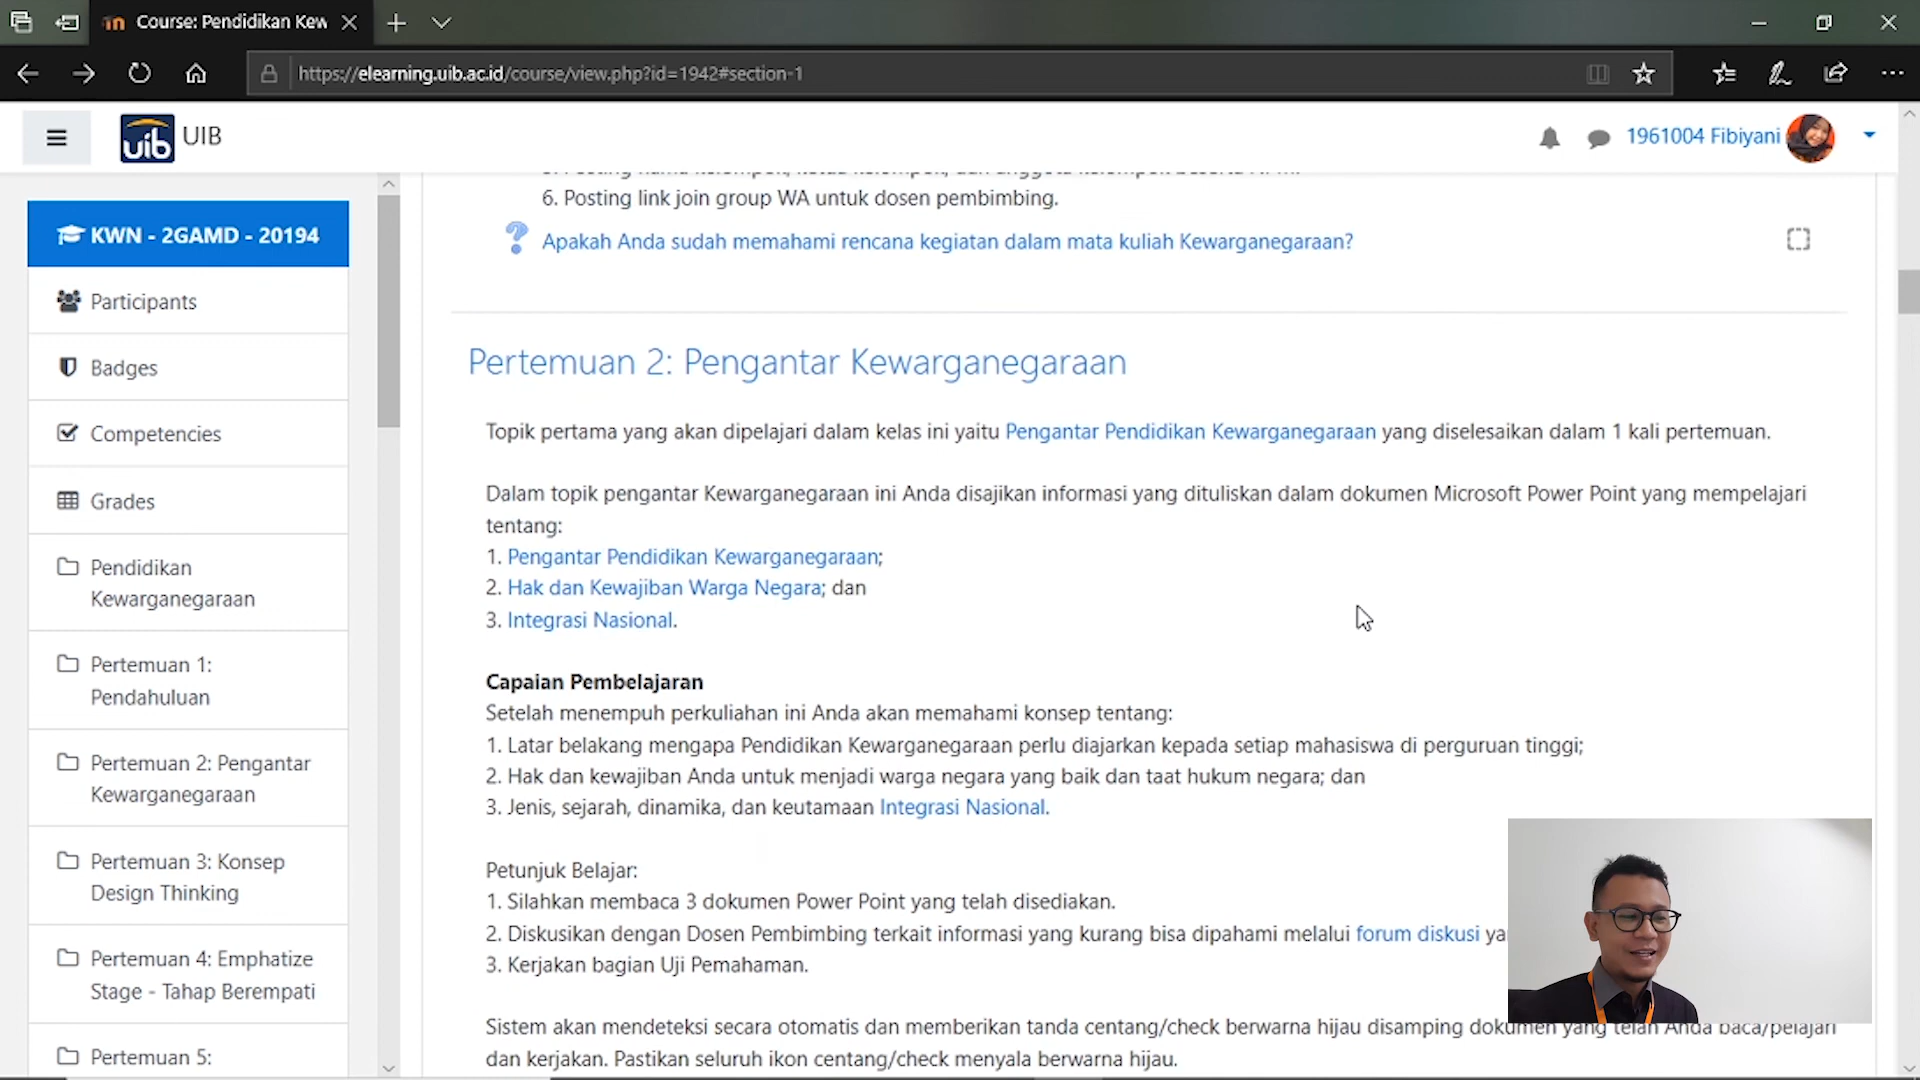 Course: Pendidikan Kew
https://elearning.uib.ac.id/course/view.php?id=1942#section-1
uib UIB
1961004 Fibiyani
KWN - 2GAMD - 20194
Participants
Badges
Competencies
Grades
Pendidikan
Kewarganegaraan
Pertemuan 1:
Pendahuluan
Pertemuan 2: Pengantar
Kewarganegaraan
Pertemuan 3: Konsep
Design Thinking
Pertemuan 4: Emphatize
Stage - Tahap Berempati
Pertemuan 5:
6. Posting link join group WA untuk dosen pembimbing.
Apakah Anda sudah memahami rencana kegiatan dalam mata kuliah Kewarganegaraan?
Pertemuan 2: Pengantar Kewarganegaraan
Topik pertama yang akan dipelajari dalam kelas ini yaitu Pengantar Pendidikan Kewarganegaraan yang diselesaikan dalam 1 kali pertemuan.
Dalam topik pengantar Kewarganegaraan ini Anda disajikan informasi yang dituliskan dalam dokumen Microsoft Power Point yang mempelajari
tentang:
1. Pengantar Pendidikan Kewarganegaraan;
2. Hak dan Kewajiban Warga Negara; dan
3. Integrasi Nasional.
Capaian Pembelajaran
Setelah menempuh perkuliahan ini Anda akan memahami konsep tentang:
1. Latar belakang mengapa Pendidikan Kewarganegaraan perlu diajarkan kepada setiap mahasiswa di perguruan tinggi;
2. Hak dan kewajiban Anda untuk menjadi warga negara yang baik dan taat hukum negara; dan
3. Jenis, sejarah, dinamika, dan keutamaan Integrasi Nasional.
Petunjuk Belajar:
1. Silahkan membaca 3 dokumen Power Point yang telah disediakan.
2. Diskusikan dengan Dosen Pembimbing terkait informasi yang kurang bisa dipahami melalui forum diskusi
3. Kerjakan bagian Uji Pemahaman.
Sistem akan mendeteksi secara otomatis dan memberikan tanda centang/check berwarna hijau disamping dokumen yang telah Anda baca/pelajari
dan kerjakan. Pastikan seluruh ikon centang/check menyala berwarna hijau.